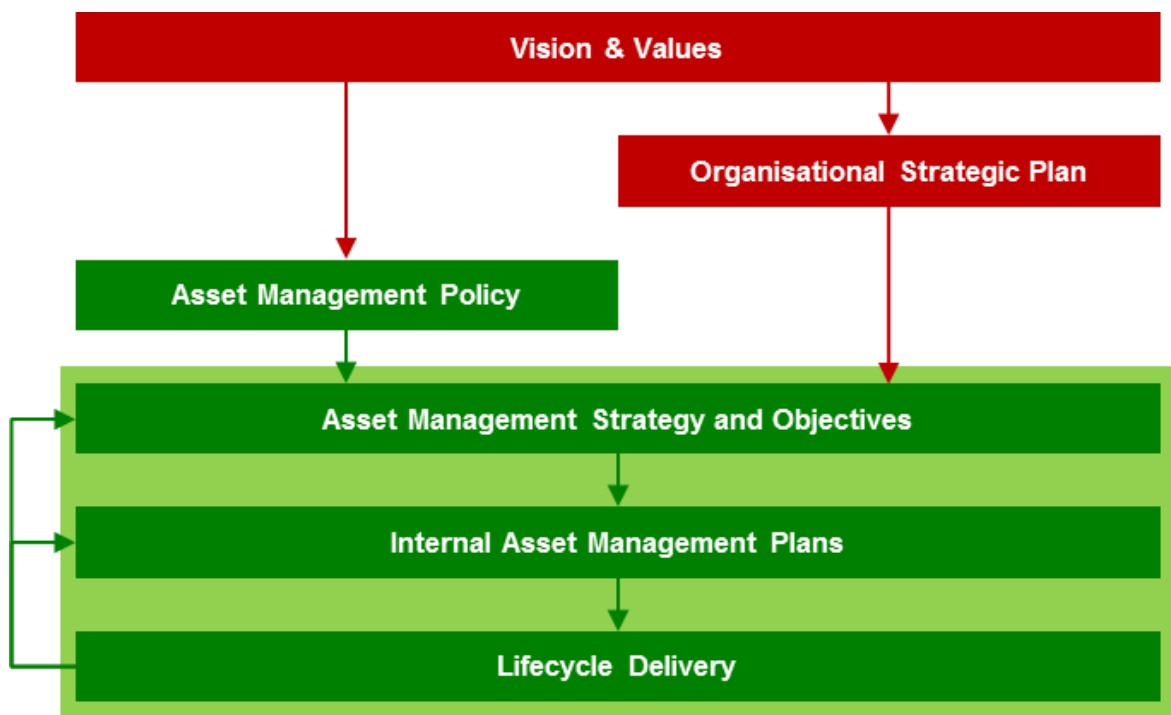 Vision & Values
Organisational Strategic Plan
Asset Management Policy
Asset Management Strategy and Objectives
Internal Asset Management Plans
Lifecycle Delivery